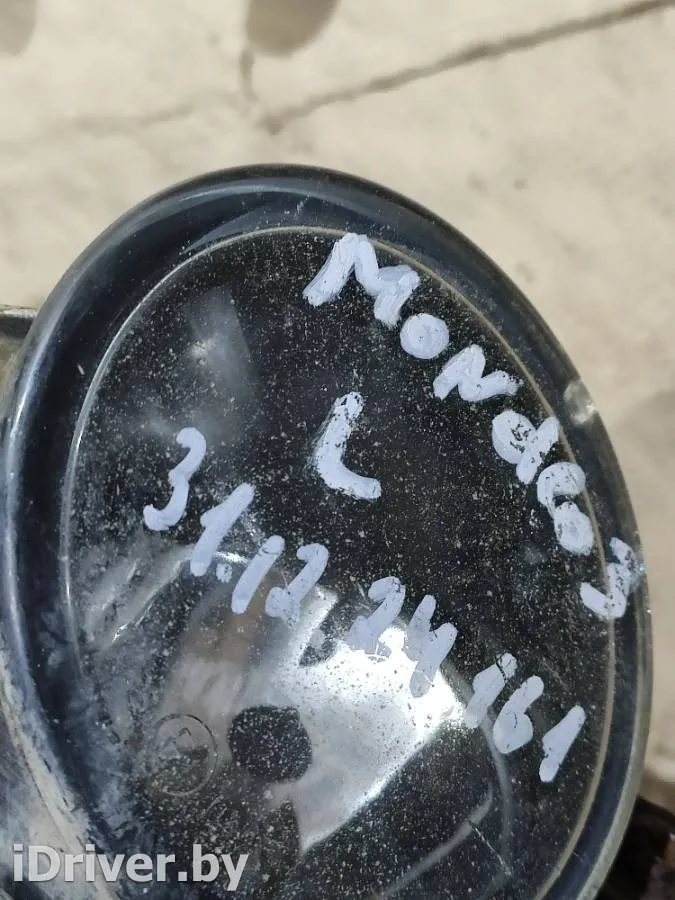 Mondeo 3
L
31.12.24 161
iDriver.by